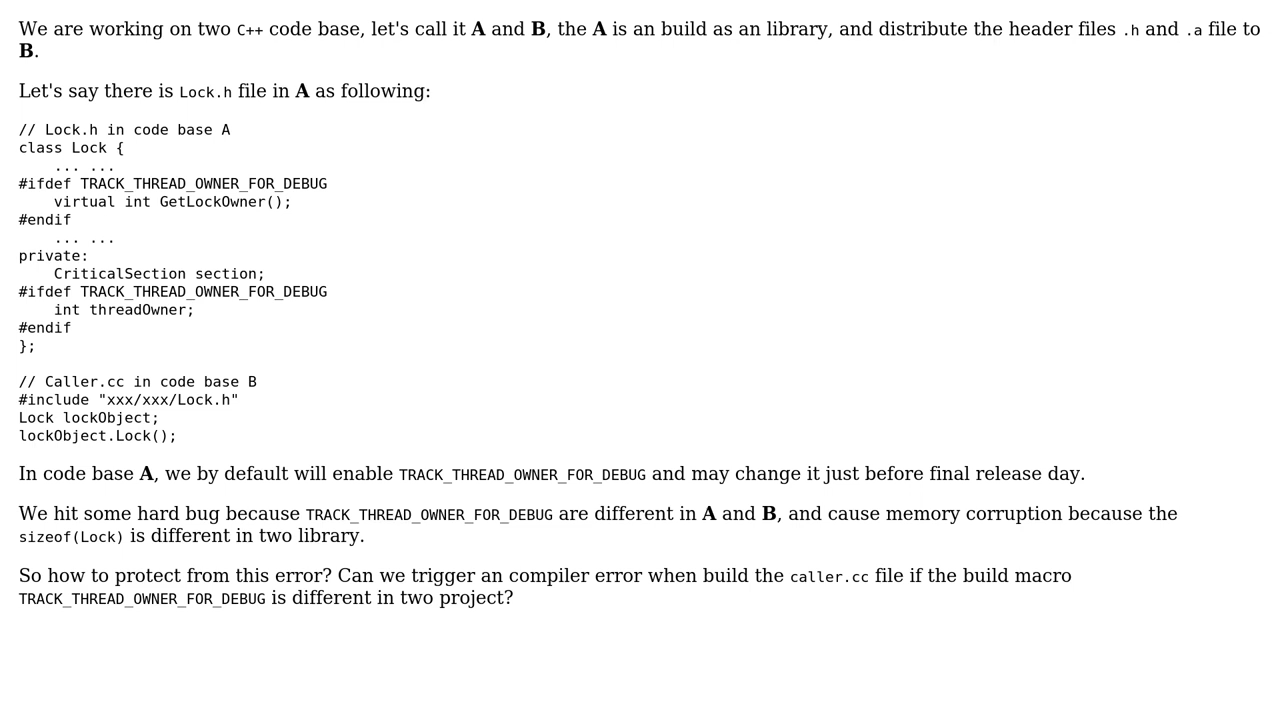 We are working on two C++ code base, let's call it A and B, the A is an build as an library, and distribute the header files .h and .a file to
B.
Let's say there is Lock.h file in A as following:
// Lock.h in code base A
class Lock {
    ... ...
#ifdef TRACK_THREAD_OWNER_FOR_DEBUG
    virtual int GetLockOwner();
#endif
    ... ...
private:
    CriticalSection section;
#ifdef TRACK_THREAD_OWNER_FOR_DEBUG
    int threadOwner;
#endif
};
// Caller.cc in code base B
#include "xxx/xxx/Lock.h"
Lock lockObject;
lockObject.Lock();
In code base A, we by default will enable TRACK_THREAD_OWNER_FOR_DEBUG and may change it just before final release day.
We hit some hard bug because TRACK_THREAD_OWNER_FOR_DEBUG are different in A and B, and cause memory corruption because the
sizeof(Lock) is different in two library.
So how to protect from this error? Can we trigger an compiler error when build the caller.cc file if the build macro
TRACK_THREAD_OWNER_FOR_DEBUG is different in two project?